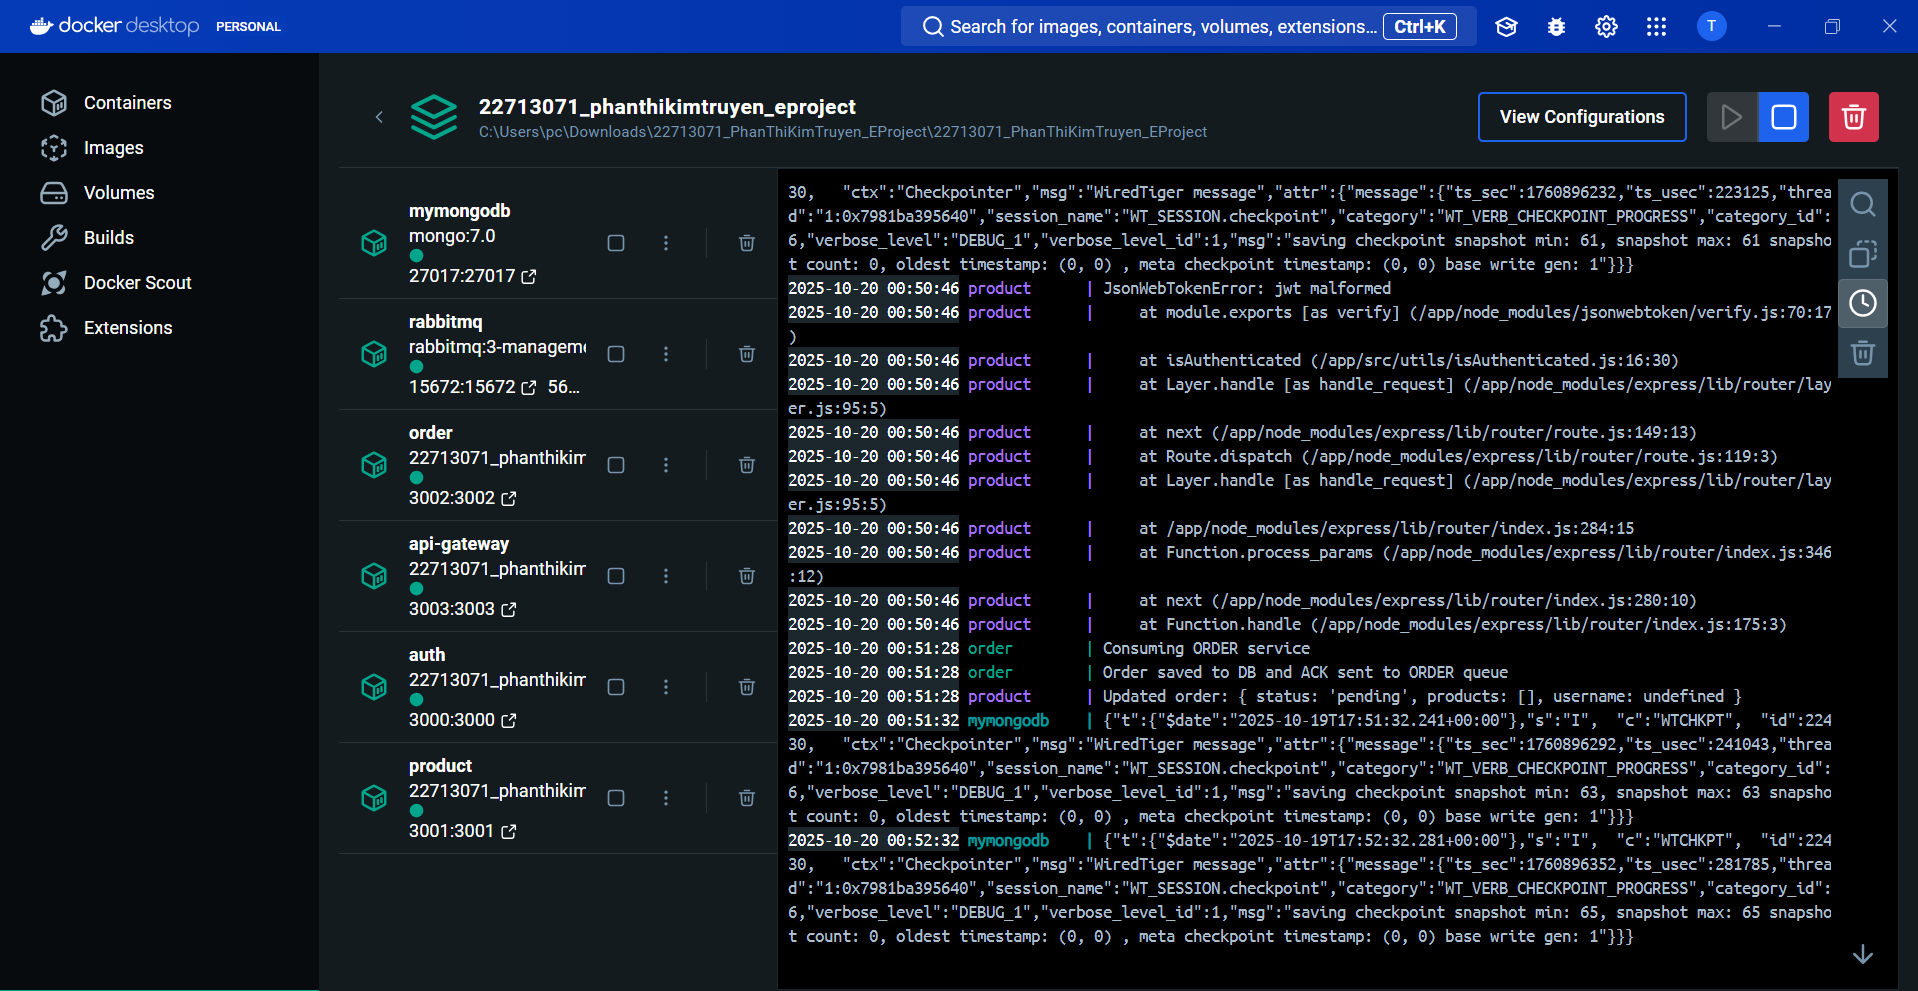 docker desktop PERSONAL
Search for images, containers, volumes, extensions... Ctrl+K
T
Containers
Images
Volumes
Builds
Docker Scout
Extensions
22713071_phanthikimtruyen_eproject
C:\Users\pc\Downloads\22713071_PhanThiKimTruyen_EProject\22713071_PhanThiKimTruyen_EProject
View Configurations
mymongodb
mongo:7.0
27017:27017
rabbitmq
rabbitmq:3-manageme
15672:15672 56...
order
22713071_phanthikim
3002:3002
api-gateway
22713071_phanthikim
3003:3003
auth
22713071_phanthikim
3000:3000
product
22713071_phanthikim
3001:3001
30,   "ctx":"Checkpointer","msg":"WiredTiger message","attr":{"message":{"ts_sec":1760896232,"ts_usec":223125,"threa
d":"1:0x7981ba395640","session_name":"WT_SESSION.checkpoint","category":"WT_VERB_CHECKPOINT_PROGRESS","category_id":
6,"verbose_level":"DEBUG_1","verbose_level_id":1,"msg":"saving checkpoint snapshot min: 61, snapshot max: 61 snapsho
t count: 0, oldest timestamp: (0, 0) , meta checkpoint timestamp: (0, 0) base write gen: 1"}}}
2025-10-20 00:50:46 product | JsonWebTokenError: jwt malformed
2025-10-20 00:50:46 product |     at module.exports [as verify] (/app/node_modules/jsonwebtoken/verify.js:70:17
)
2025-10-20 00:50:46 product |     at isAuthenticated (/app/src/utils/isAuthenticated.js:16:30)
2025-10-20 00:50:46 product |     at Layer.handle [as handle_request] (/app/node_modules/express/lib/router/lay
er.js:95:5)
2025-10-20 00:50:46 product |     at next (/app/node_modules/express/lib/router/route.js:149:13)
2025-10-20 00:50:46 product |     at Route.dispatch (/app/node_modules/express/lib/router/route.js:119:3)
2025-10-20 00:50:46 product |     at Layer.handle [as handle_request] (/app/node_modules/express/lib/router/lay
er.js:95:5)
2025-10-20 00:50:46 product |     at /app/node_modules/express/lib/router/index.js:284:15
2025-10-20 00:50:46 product |     at Function.process_params (/app/node_modules/express/lib/router/index.js:346
:12)
2025-10-20 00:50:46 product |     at next (/app/node_modules/express/lib/router/index.js:280:10)
2025-10-20 00:50:46 product |     at Function.handle (/app/node_modules/express/lib/router/index.js:175:3)
2025-10-20 00:51:28 order | Consuming ORDER service
2025-10-20 00:51:28 order | Order saved to DB and ACK sent to ORDER queue
2025-10-20 00:51:28 product | Updated order: { status: 'pending', products: [], username: undefined }
2025-10-20 00:51:32 mymongodb | {"t":{"$date":"2025-10-19T17:51:32.241+00:00"},"s":"I",  "c":"WTCHKPT",  "id":224
30,   "ctx":"Checkpointer","msg":"WiredTiger message","attr":{"message":{"ts_sec":1760896292,"ts_usec":241043,"threa
d":"1:0x7981ba395640","session_name":"WT_SESSION.checkpoint","category":"WT_VERB_CHECKPOINT_PROGRESS","category_id":
6,"verbose_level":"DEBUG_1","verbose_level_id":1,"msg":"saving checkpoint snapshot min: 63, snapshot max: 63 snapsho
t count: 0, oldest timestamp: (0, 0) , meta checkpoint timestamp: (0, 0) base write gen: 1"}}}
2025-10-20 00:52:32 mymongodb | {"t":{"$date":"2025-10-19T17:52:32.281+00:00"},"s":"I",  "c":"WTCHKPT",  "id":224
30,   "ctx":"Checkpointer","msg":"WiredTiger message","attr":{"message":{"ts_sec":1760896352,"ts_usec":281785,"threa
d":"1:0x7981ba395640","session_name":"WT_SESSION.checkpoint","category":"WT_VERB_CHECKPOINT_PROGRESS","category_id":
6,"verbose_level":"DEBUG_1","verbose_level_id":1,"msg":"saving checkpoint snapshot min: 65, snapshot max: 65 snapsho
t count: 0, oldest timestamp: (0, 0) , meta checkpoint timestamp: (0, 0) base write gen: 1"}}}